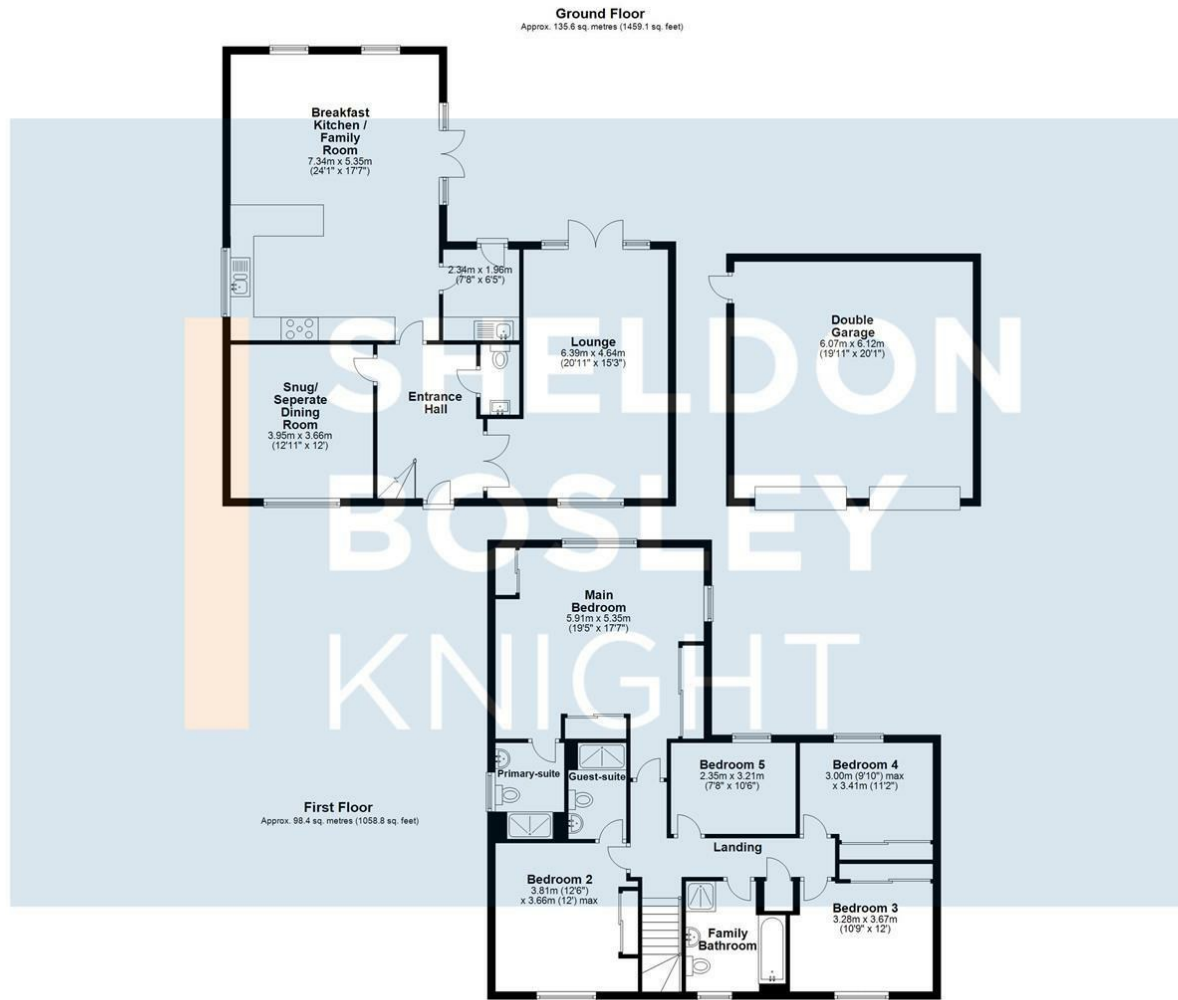 Ground Floor
Approx. 135.6 sq. metres (1459.1 sq. feet)
Breakfast
Kitchen /
Family
Room
7.34m x 5.35m
(24'1" x 17'7")
2.34m x 1.96m
(7'8" x 6'5")
Lounge
6.39m x 4.64m
(20'11" x 15'3")
Double
Garage
6.07m x 6.12m
(19'11" x 20'1")
Snug/
Seperate
Dining
Room
3.95m x 3.66m
(12'11" x 12')
Entrance
Hall
SHELDON
BOSLEY
KNIGHT
Main
Bedroom
5.91m x 5.35m
(19'5" x 17'7")
Primary-suite
Guest-suite
Bedroom 5
2.35m x 3.21m
(7'8" x 10'6")
Bedroom 4
3.00m (9'10") max
x 3.41m (11'2")
First Floor
Approx. 98.4 sq. metres (1058.8 sq. feet)
Landing
Bedroom 2
3.81m (12'6")
x 3.66m (12') max
Family
Bathroom
Bedroom 3
3.28m x 3.67m
(10'9" x 12')